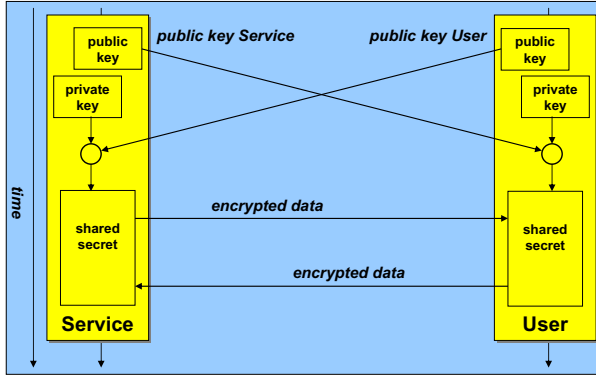 public
key
public key Service
public key User
public
key
private
key
private
key
time
shared
secret
encrypted data
shared
secret
encrypted data
Service
User